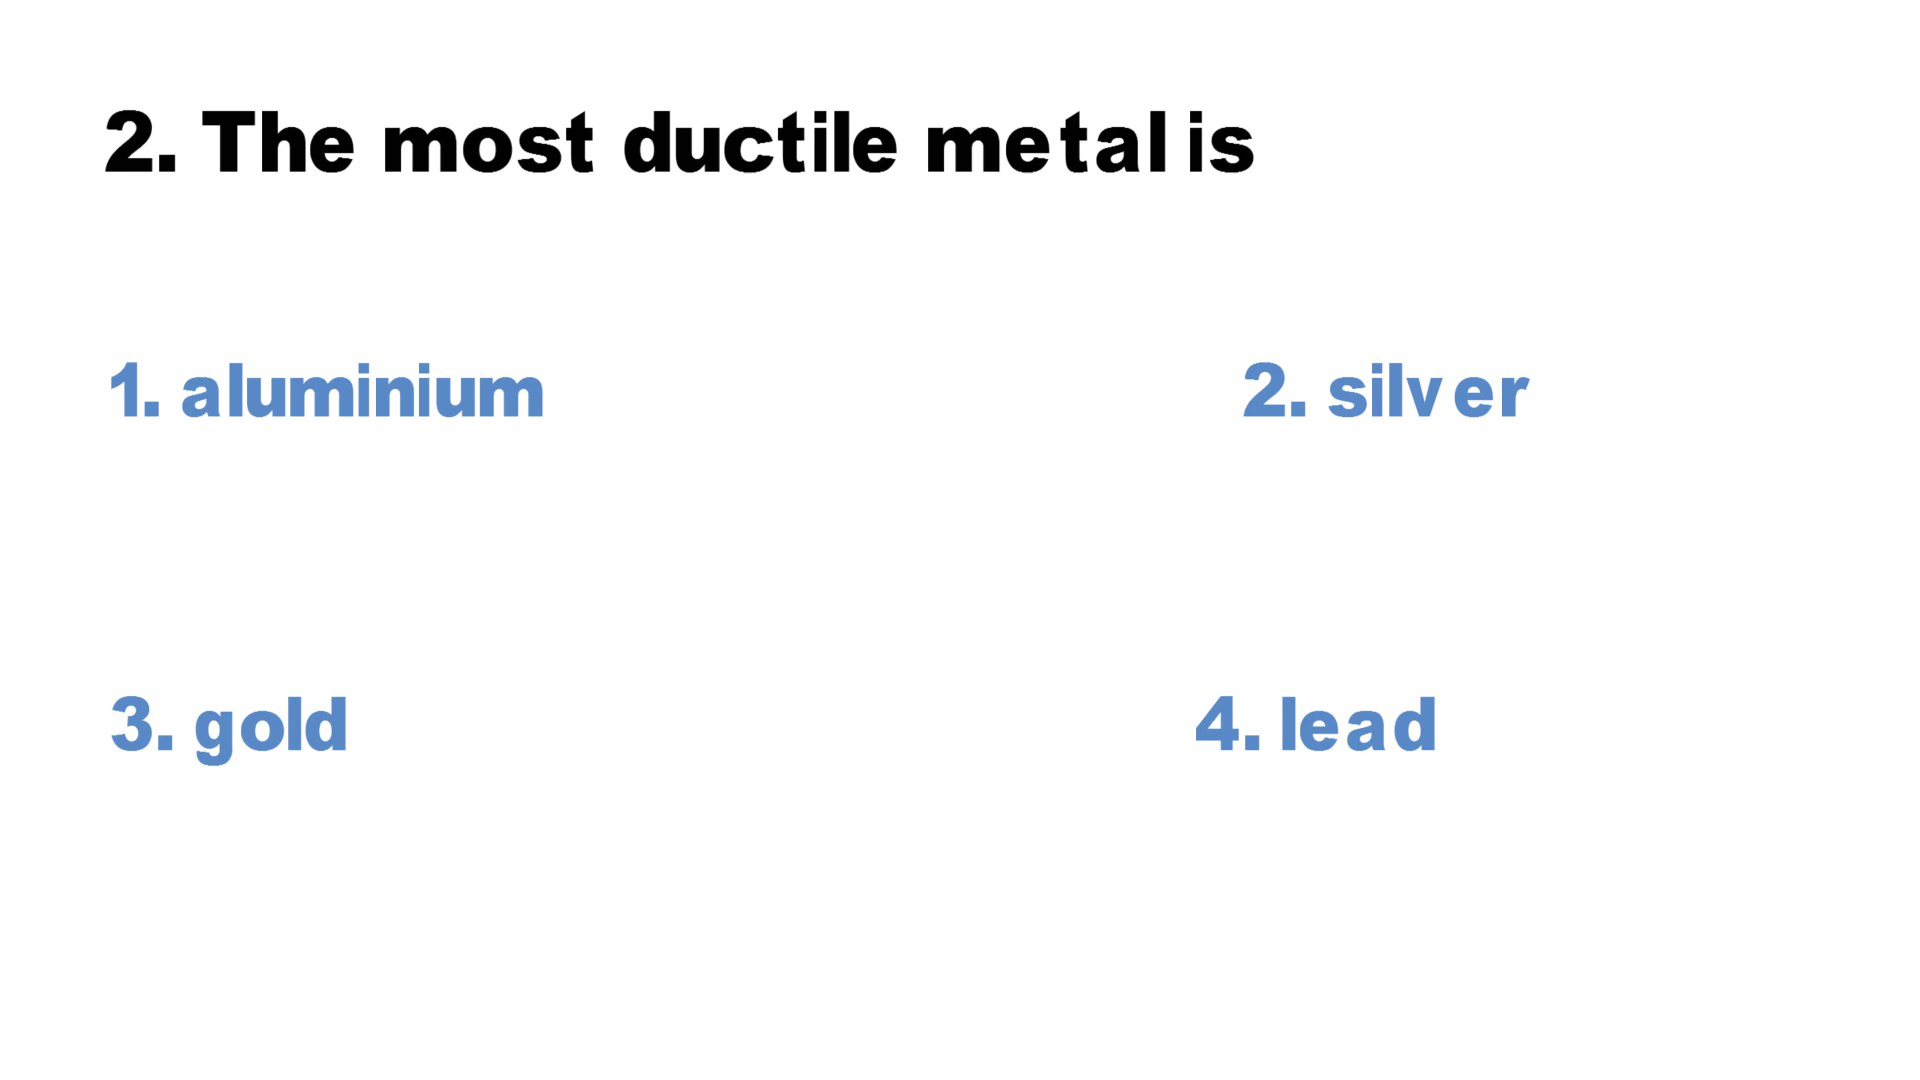 2. The most ductile metal is
1. aluminium 2. silver
3. gold 4. lead